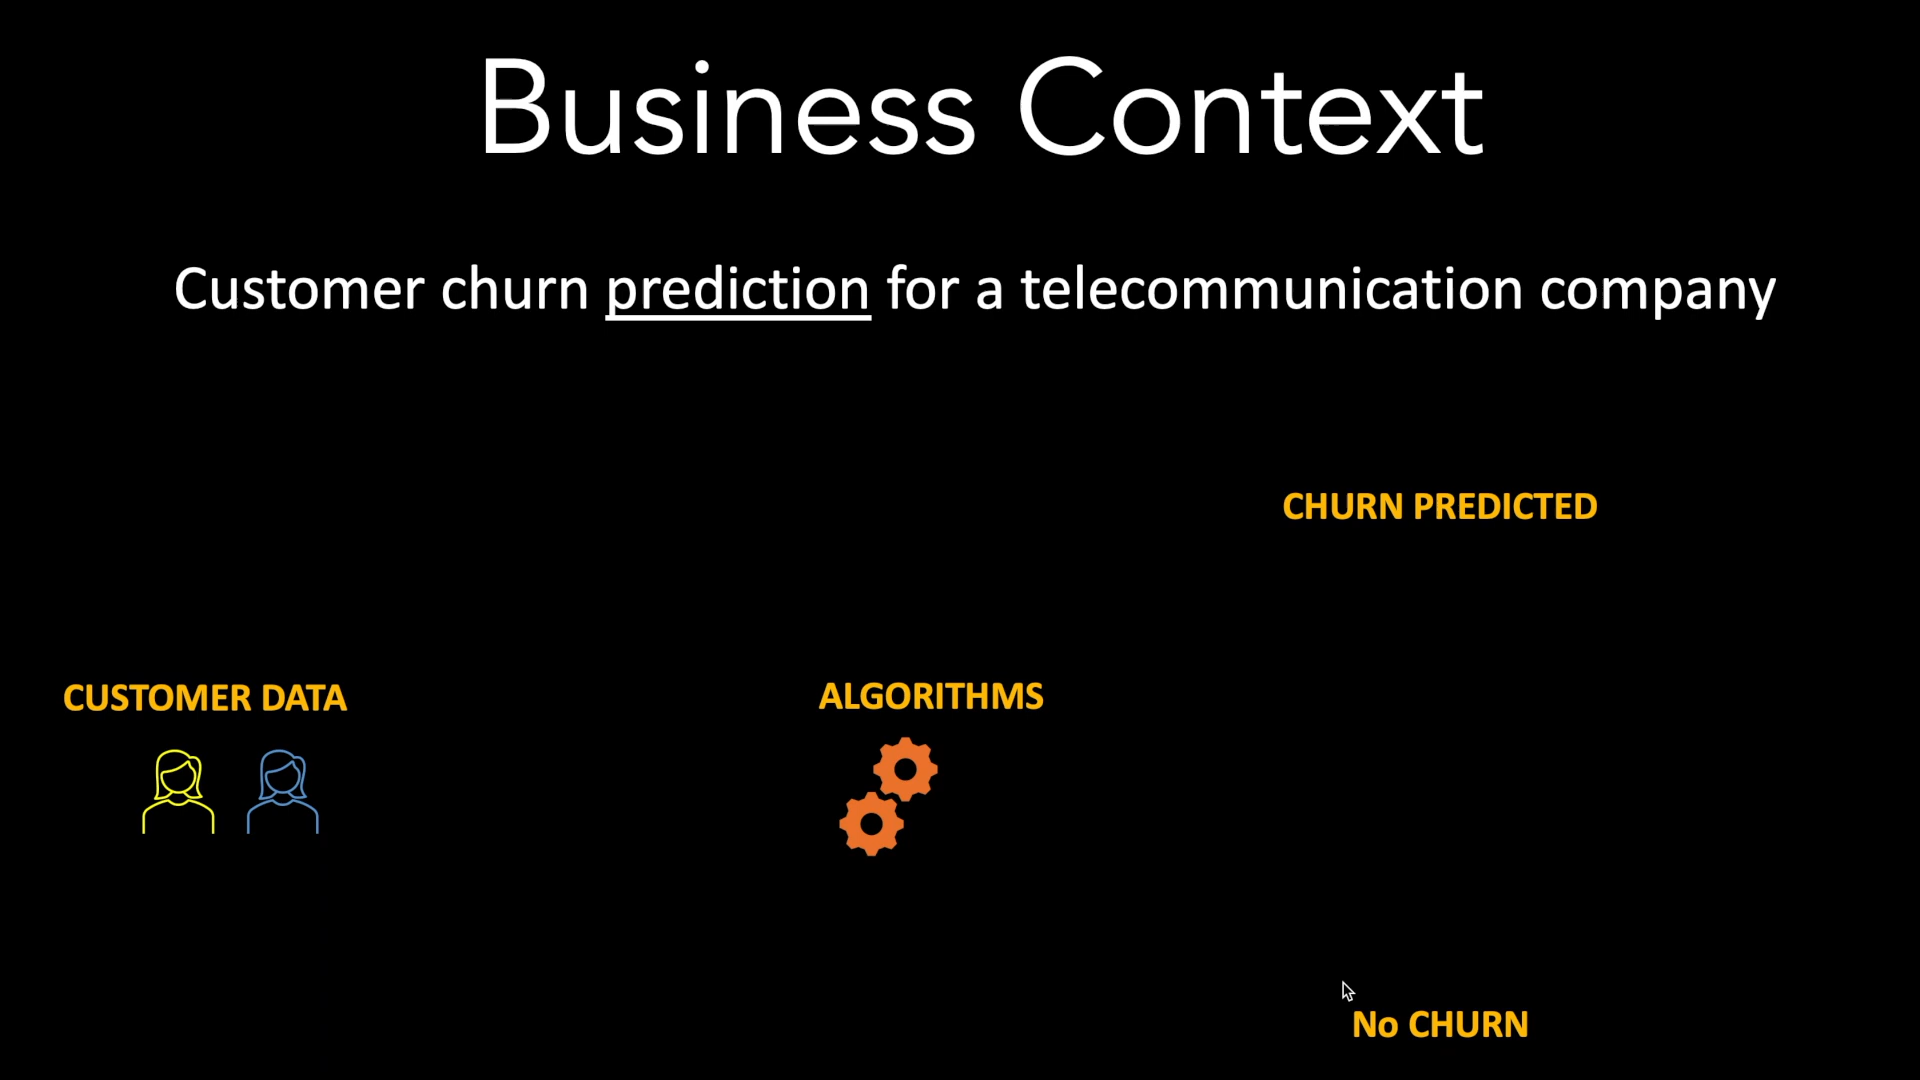 Business Context
Customer churn prediction for a telecommunication company
CHURN PREDICTED
CUSTOMER DATA
ALGORITHMS
No CHURN